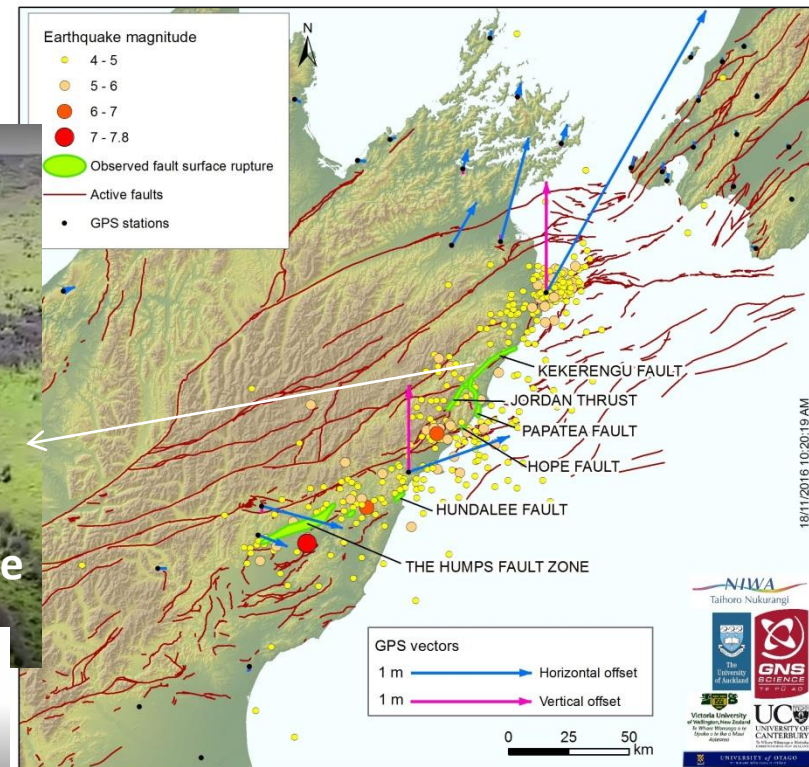 Earthquake magnitude
4 - 5
5 - 6
6 - 7
7 - 7.8
Observed fault surface rupture
Active faults
GPS stations
N
KEKERENGU FAULT
JORDAN THRUST
PAPATEA FAULT
HOPE FAULT
HUNDALEE FAULT
THE HUMPS FAULT ZONE
e
18/11/2016 10:20:19 AM
GPS vectors
1 m Horizontal offset
1 m Vertical offset
0 25 50
km
NIWA
Taihoro Nukurangi
The
University
of Auckland
GNS
SCIENCE
TE PŪ AO
Victoria University
of Wellington, New Zealand
UC
UNIVERSITY OF
CANTERBURY
UNIVERSITY of OTAGO